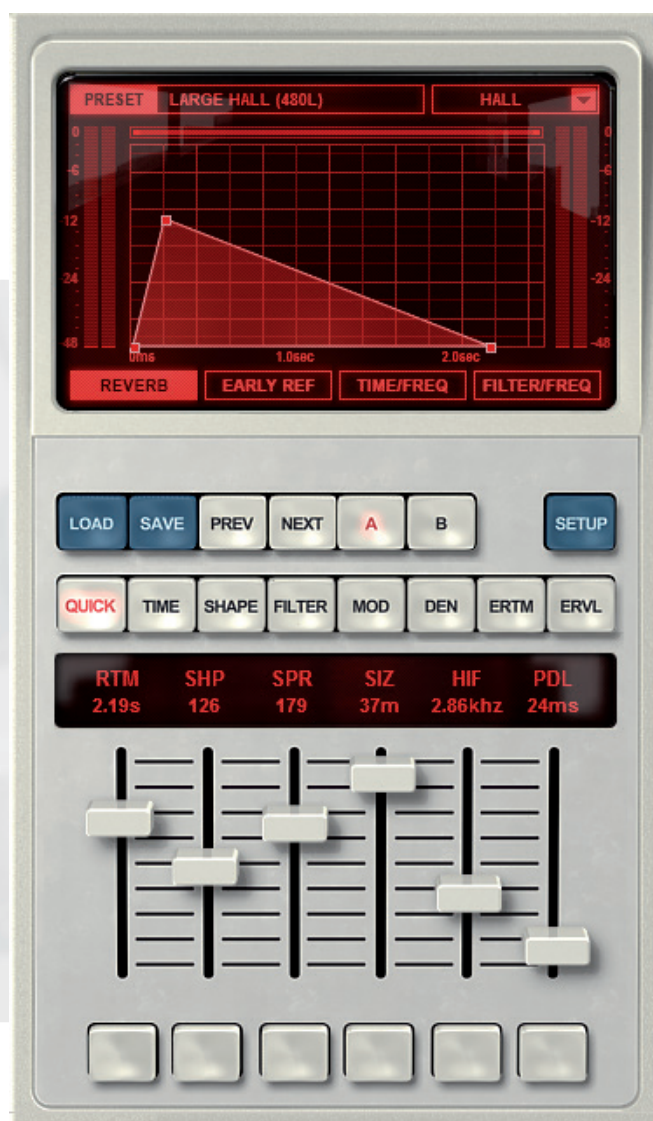 PRESET LARGE HALL (480L) HALL
0 0
-6 -6
-12 -12
-24 -24
-48 -48
0ms 1.0sec 2.0sec
REVERB EARLY REF TIME/FREQ FILTER/FREQ
LOAD SAVE PREV NEXT A B SETUP
QUICK TIME SHAPE FILTER MOD DEN ERTM ERVL
RTM SHP SPR SIZ HIF PDL
2.19s 126 179 37m 2.86khz 24ms